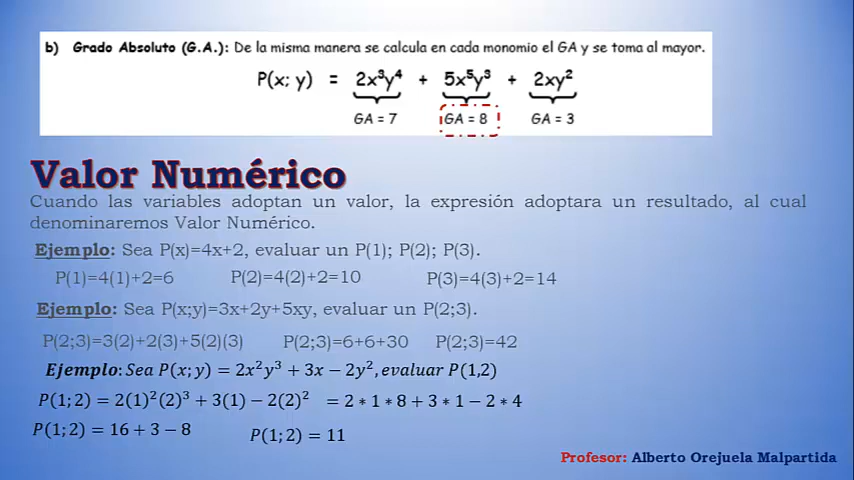 b) Grado Absoluto (G.A.): De la misma manera se calcula en cada monomio el GA y se toma al mayor.
P(x; y) = 2x³y⁴ + 5x⁵y³ + 2xy²
GA = 7 GA = 8 GA = 3
Valor Numérico
Cuando las variables adoptan un valor, la expresión adoptara un resultado, al cual
denominaremos Valor Numérico.
Ejemplo: Sea P(x)=4x+2, evaluar un P(1); P(2); P(3).
P(1)=4(1)+2=6 P(2)=4(2)+2=10 P(3)=4(3)+2=14
Ejemplo: Sea P(x;y)=3x+2y+5xy, evaluar un P(2;3).
P(2;3)=3(2)+2(3)+5(2)(3) P(2;3)=6+6+30 P(2;3)=42
Ejemplo: Sea P(x; y) = 2x²y³ + 3x − 2y², evaluar P(1,2)
P(1; 2) = 2(1)²(2)³ + 3(1) − 2(2)² = 2 * 1 * 8 + 3 * 1 − 2 * 4
P(1; 2) = 16 + 3 − 8 P(1; 2) = 11
Profesor: Alberto Orejuela Malpartida